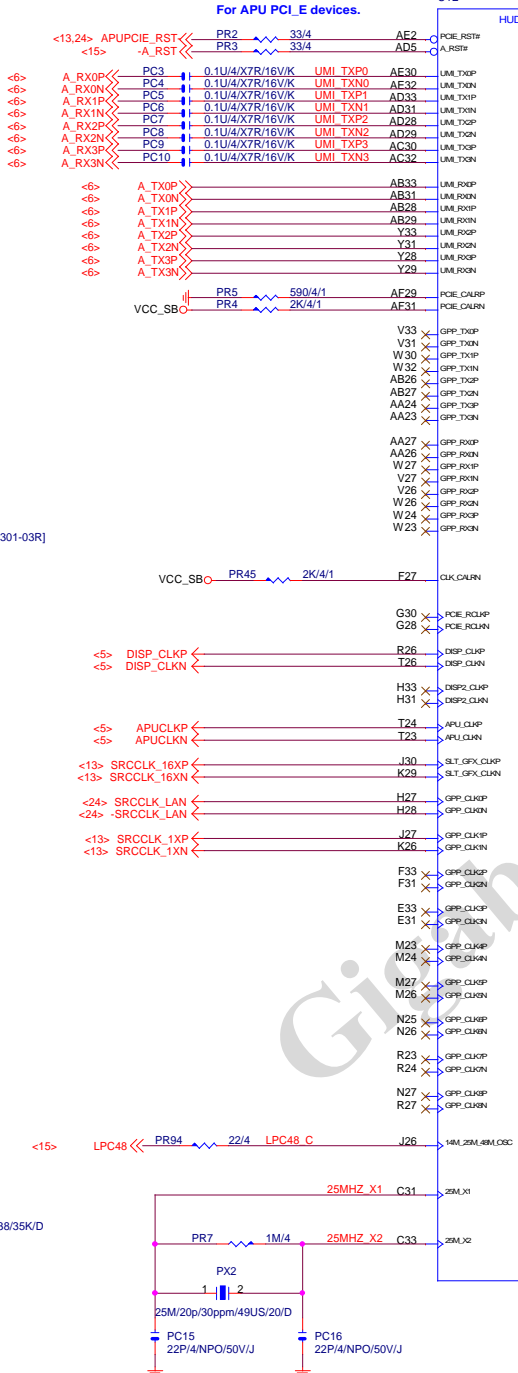 For APU PCI_E devices.
HUD
<13,24> APUPCIE_RST PR2 33/4 AE2 PCIE_RST#
<15> -A_RST PR3 33/4 AD5 A_RST#
<6> A_RX0P PC3 0.1U/4/X7R/16V/K UMI_TXP0 AE30 UMI_TX0P
<6> A_RX0N PC4 0.1U/4/X7R/16V/K UMI_TXN0 AE32 UMI_TX0N
<6> A_RX1P PC5 0.1U/4/X7R/16V/K UMI_TXP1 AD33 UMI_TX1P
<6> A_RX1N PC6 0.1U/4/X7R/16V/K UMI_TXN1 AD31 UMI_TX1N
<6> A_RX2P PC7 0.1U/4/X7R/16V/K UMI_TXP2 AD28 UMI_TX2P
<6> A_RX2N PC8 0.1U/4/X7R/16V/K UMI_TXN2 AD29 UMI_TX2N
<6> A_RX3P PC9 0.1U/4/X7R/16V/K UMI_TXP3 AC30 UMI_TX3P
<6> A_RX3N PC10 0.1U/4/X7R/16V/K UMI_TXN3 AC32 UMI_TX3N
<6> A_TX0P AB33 UMI_RX0P
<6> A_TX0N AB31 UMI_RX0N
<6> A_TX1P AB28 UMI_RX1P
<6> A_TX1N AB29 UMI_RX1N
<6> A_TX2P Y33 UMI_RX2P
<6> A_TX2N Y31 UMI_RX2N
<6> A_TX3P Y28 UMI_RX3P
<6> A_TX3N Y29 UMI_RX3N
PR5 590/4/1 AF29 PCIE_CALRP
VCC_SB PR4 2K/4/1 AF31 PCIE_CALRN
V33 GPP_TX0P
V31 GPP_TX0N
W30 GPP_TX1P
W32 GPP_TX1N
AB26 GPP_TX2P
AB27 GPP_TX2N
AA24 GPP_TX3P
AA23 GPP_TX3N
AA27 GPP_RX0P
AA26 GPP_RX0N
W27 GPP_RX1P
V27 GPP_RX1N
V26 GPP_RX2P
W26 GPP_RX2N
W24 GPP_RX3P
W23 GPP_RX3N
301-03R]
VCC_SB PR45 2K/4/1 F27 CLK_CALRN
G30 PCIE_RCLKP
G28 PCIE_RCLKN
<5> DISP_CLKP R26 DISP_CLKP
<5> DISP_CLKN T26 DISP_CLKN
H33 DISP2_CLKP
H31 DISP2_CLKN
<5> APUCLKP T24 APU_CLKP
<5> APUCLKN T23 APU_CLKN
<13> SRCCLK_16XP J30 SLT_GFX_CLKP
<13> SRCCLK_16XN K29 SLT_GFX_CLKN
<24> SRCCLK_LAN H27 GPP_CLK0P
<24> -SRCCLK_LAN H28 GPP_CLK0N
<13> SRCCLK_1XP J27 GPP_CLK1P
<13> SRCCLK_1XN K26 GPP_CLK1N
F33 GPP_CLK2P
F31 GPP_CLK2N
E33 GPP_CLK3P
E31 GPP_CLK3N
M23 GPP_CLK4P
M24 GPP_CLK4N
M27 GPP_CLK5P
M26 GPP_CLK5N
N25 GPP_CLK6P
N26 GPP_CLK6N
R23 GPP_CLK7P
R24 GPP_CLK7N
N27 GPP_CLK8P
R27 GPP_CLK8N
Gigab
<15> LPC48 PR94 22/4 LPC48_C J26 14M_25M_48M_OSC
25MHZ_X1 C31 25M_X1
38/35K/D
PR7 1M/4 25MHZ_X2 C33 25M_X2
PX2
1 2
25M/20p/30ppm/49US/20/D
PC15 PC16
22P/4/NPO/50V/J 22P/4/NPO/50V/J